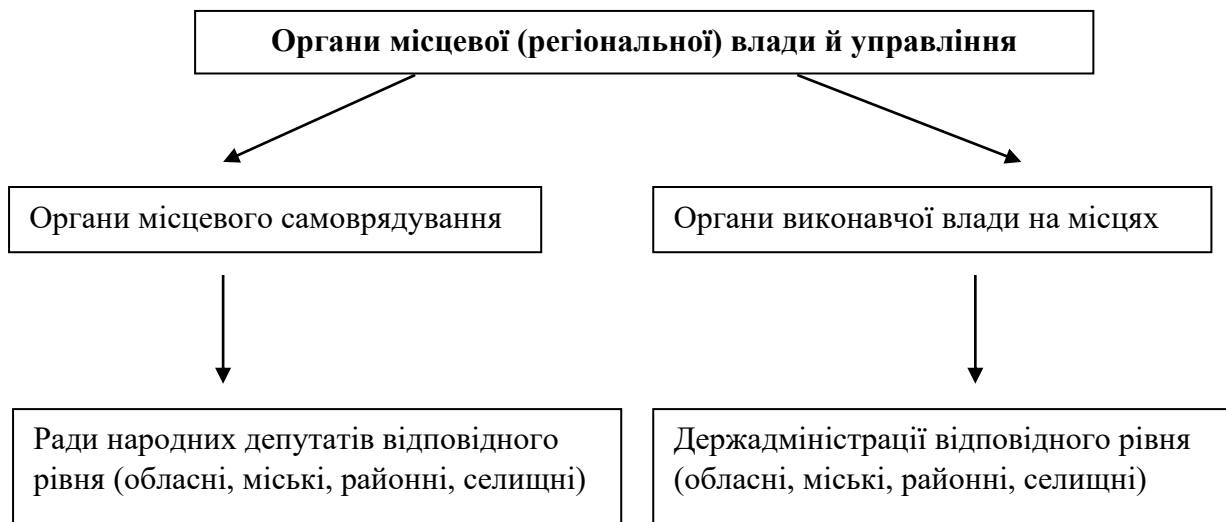 Органи місцевої (регіональної) влади й управління
Органи місцевого самоврядування
Органи виконавчої влади на місцях
Ради народних депутатів відповідного
рівня (обласні, міські, районні, селищні)
Держадміністрації відповідного рівня
(обласні, міські, районні, селищні)